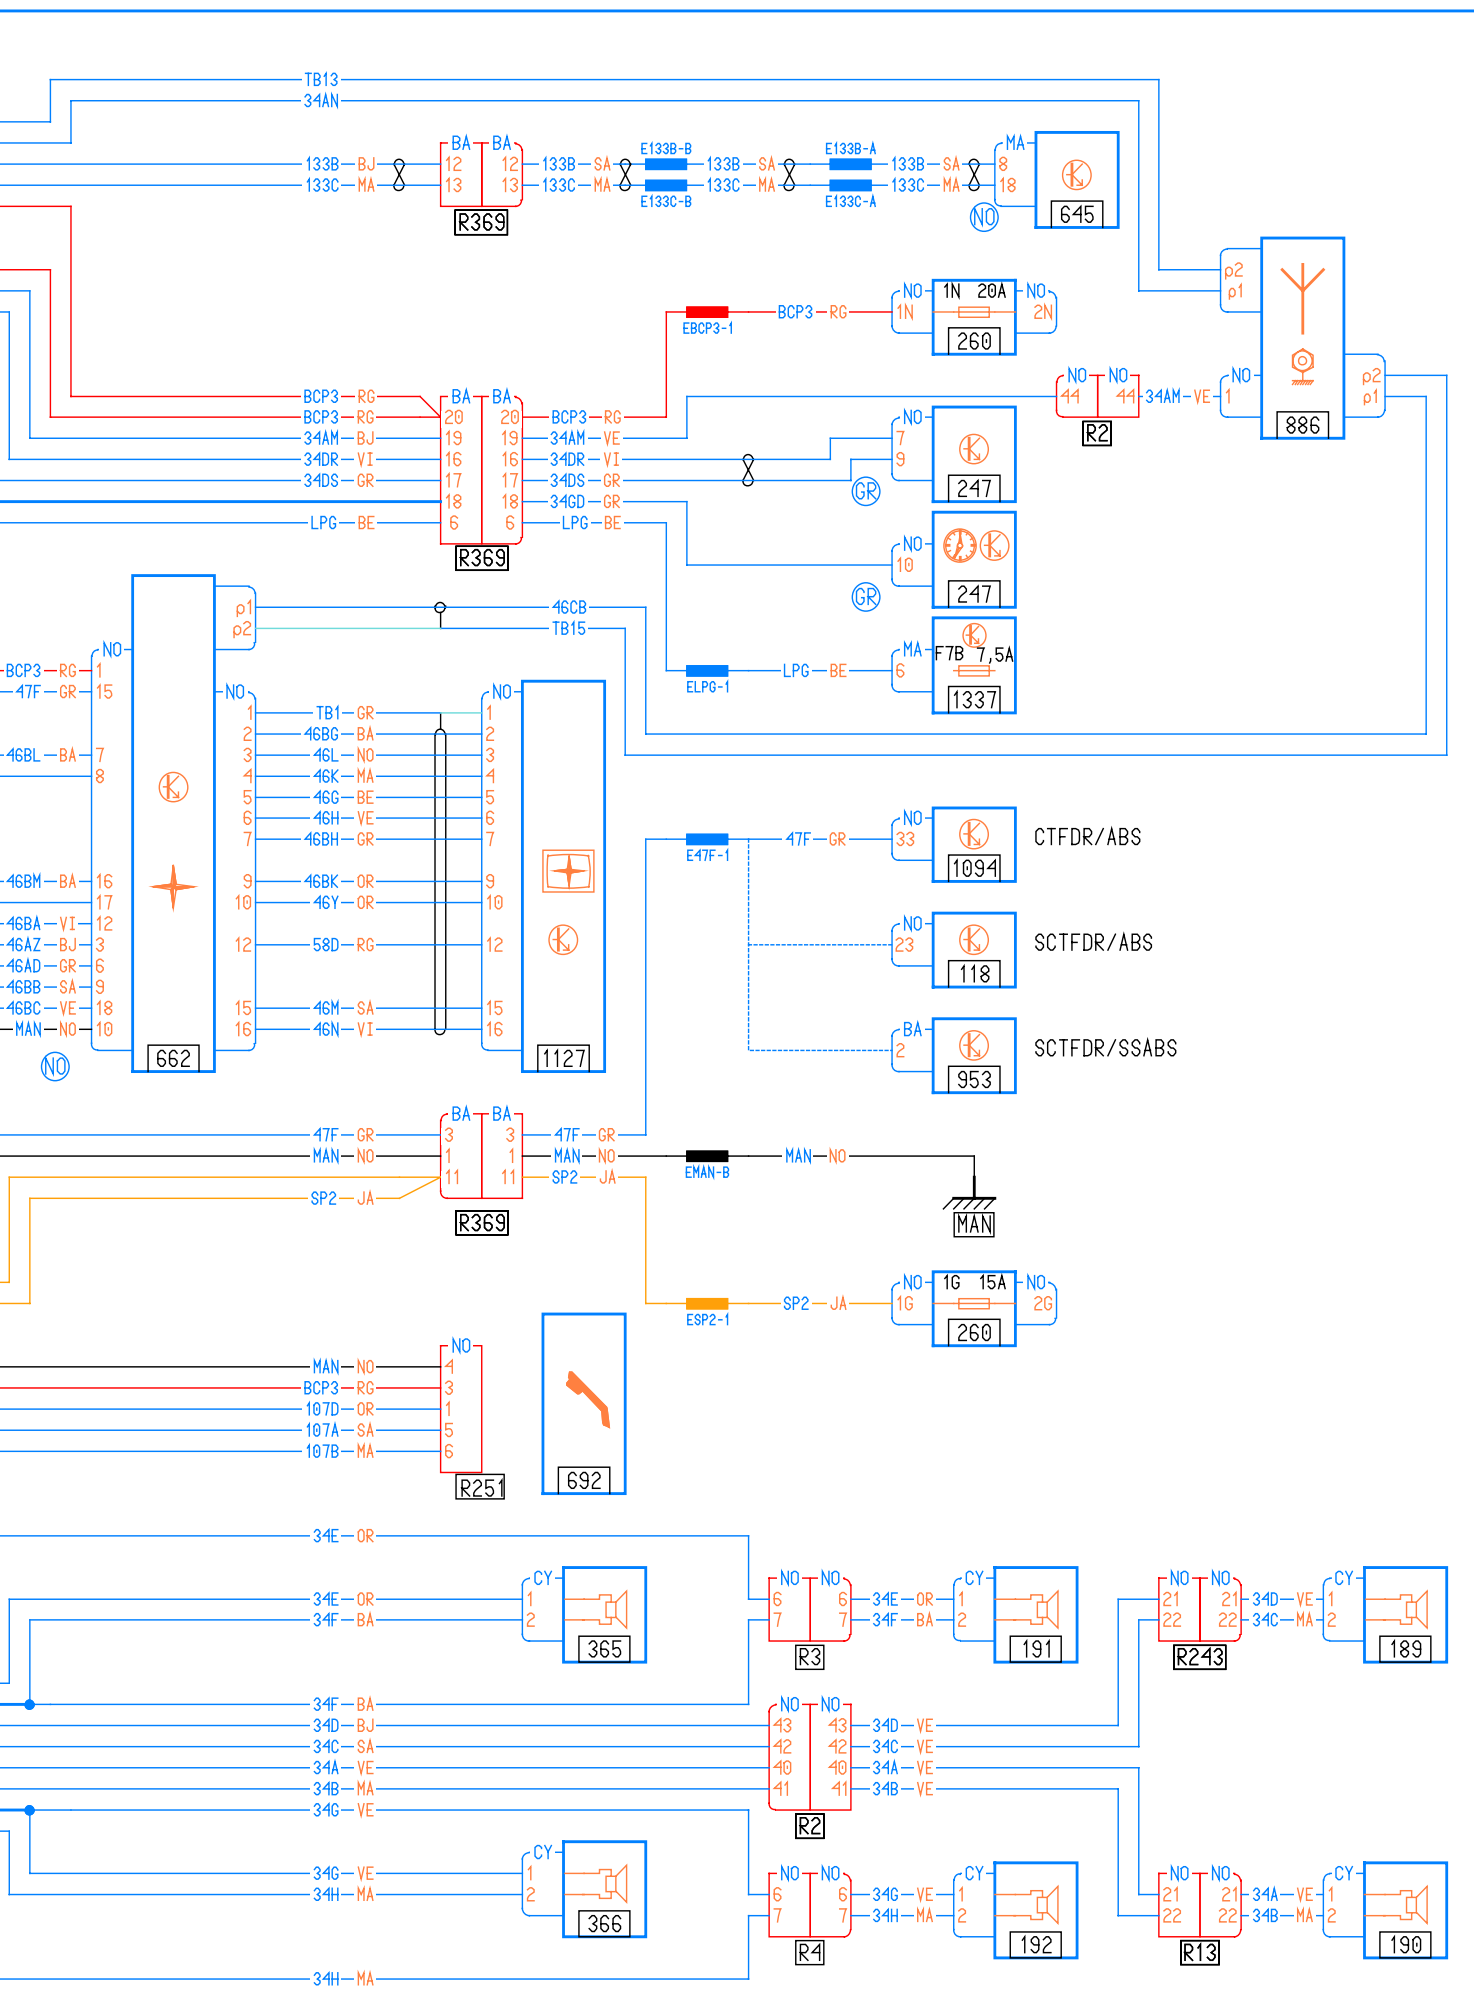 TB13
34AN
BA BA E133B-B E133B-A MA
133B BJ 12 12 133B SA 133B SA 133B SA 8
133C MA 13 13 133C MA 133C MA 133C MA 18
E133C-B E133C-A
R369 NO 645
p2
p1
NO 1N 20A NO
BCP3 RG 1N 2N
EBCP3-1
260
NO NO NO p2
BCP3 RG BA BA 44 44 34AM VE 1 p1
BCP3 RG 20 20 BCP3 RG NO R2 886
34AM BJ 19 19 34AM VE 7
34DR VI 16 16 34DR VI 9
34DS GR 17 17 34DS GR GR 247
18 18 34GD GR
LPG BE 6 6 LPG BE
NO
R369 10
GR 247
p1 46CB
p2 TB15
NO MA F7B 7,5A
BCP3 RG 1 LPG BE 6
47F GR 15 NO NO ELPG-1 1337
1 TB1 GR 1
2 46BG BA 2
46BL BA 7 3 46L NO 3
8 4 46K MA 4
5 46G BE 5
6 46H VE 6 NO
7 46BH GR 7 47F GR 33 CTFDR/ABS
E47F-1
1094
46BM BA 16 9 46BK OR 9
17 10 46Y OR 10
46BA VI 12 NO
46AZ BJ 3 12 58D RG 12 23 SCTFDR/ABS
46AD GR 6 118
46BB SA 9
46BC VE 18 15 46M SA 15
MAN NO 10 16 46N VI 16 BA
2 SCTFDR/SSABS
NO 662 1127 953
BA BA
47F GR 3 3 47F GR
MAN NO 1 1 MAN NO MAN NO
EMAN-B
11 11 SP2 JA
SP2 JA
R369 MAN
NO 1G 15A NO
SP2 JA 1G 2G
ESP2-1
260
NO
MAN NO 4
BCP3 RG 3
107D OR 1
107A SA 5
107B MA 6
R251 692
34E OR
CY NO NO CY NO NO CY
34E OR 1 6 6 34E OR 1 21 21 34D VE 1
34F BA 2 7 7 34F BA 2 22 22 34C MA 2
365 R3 191 R243 189
34F BA NO NO
34D BJ 43 43 34D VE
34C SA 42 42 34C VE
34A VE 40 40 34A VE
34B MA 41 41 34B VE
34G VE
R2
CY
34G VE 1 NO NO CY NO NO CY
34H MA 2 6 6 34G VE 1 21 21 34A VE 1
366 7 7 34H MA 2 22 22 34B MA 2
R4 192 R13 190
34H MA